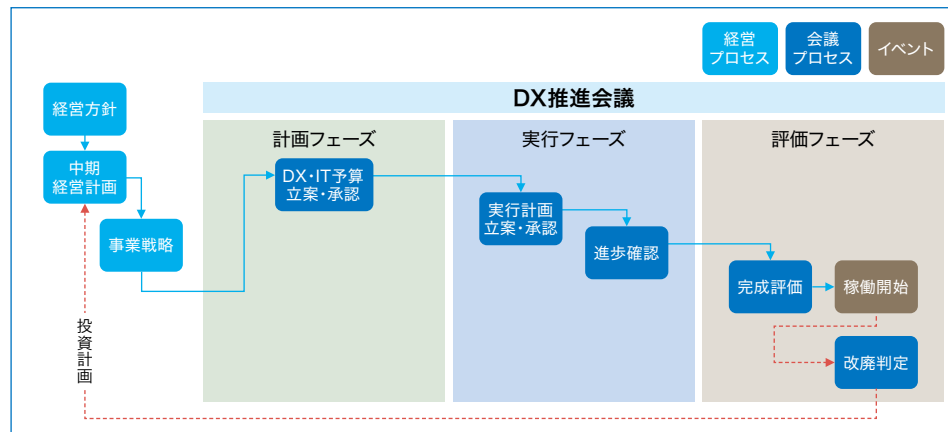 経営
プロセス
会議
プロセス
イベント
DX推進会議
経営方針
中期
経営計画
事業戦略
投資計画
計画フェーズ
DX・IT予算
立案・承認
実行フェーズ
実行計画
立案・承認
進歩確認
評価フェーズ
完成評価
稼働開始
改廃判定